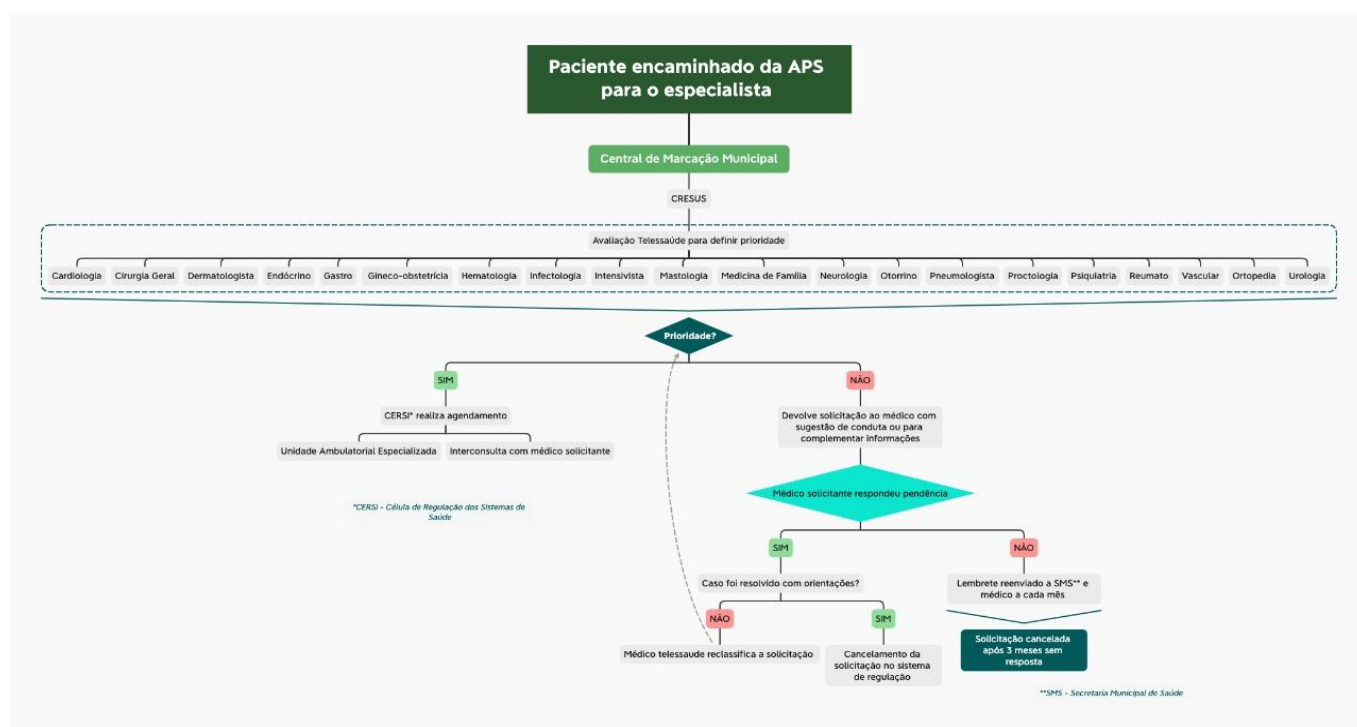 Paciente encaminhado da APS
para o especialista
Central de Marcação Municipal
CRESUS
Avaliação Telessaúde para definir prioridade
Cardiologia
Cirurgia Geral
Dermatologista
Endócrino
Gastro
Gineco-obstetrícia
Hematologia
Infectologia
Intensivista
Mastologia
Medicina de Família
Neurologia
Otorrino
Pneumologista
Proctologia
Psiquiatria
Reumato
Vascular
Ortopedia
Urologia
Prioridade?
SIM
CERSI* realiza agendamento
Unidade Ambulatorial Especializada
Interconsulta com médico solicitante
*CERSI - Célula de Regulação dos Sistemas de
Saúde
NÃO
Devolve solicitação ao médico com
sugestão de conduta ou para
complementar informações
Médico solicitante respondeu pendência
SIM
Caso foi resolvido com orientações?
NÃO
Médico telessaude reclassifica a solicitação
SIM
Cancelamento da
solicitação no sistema
de regulação
NÃO
Lembrete reenviado a SMS** e
médico a cada mês
Solicitação cancelada
após 3 meses sem
resposta
**SMS - Secretaria Municipal de Saúde